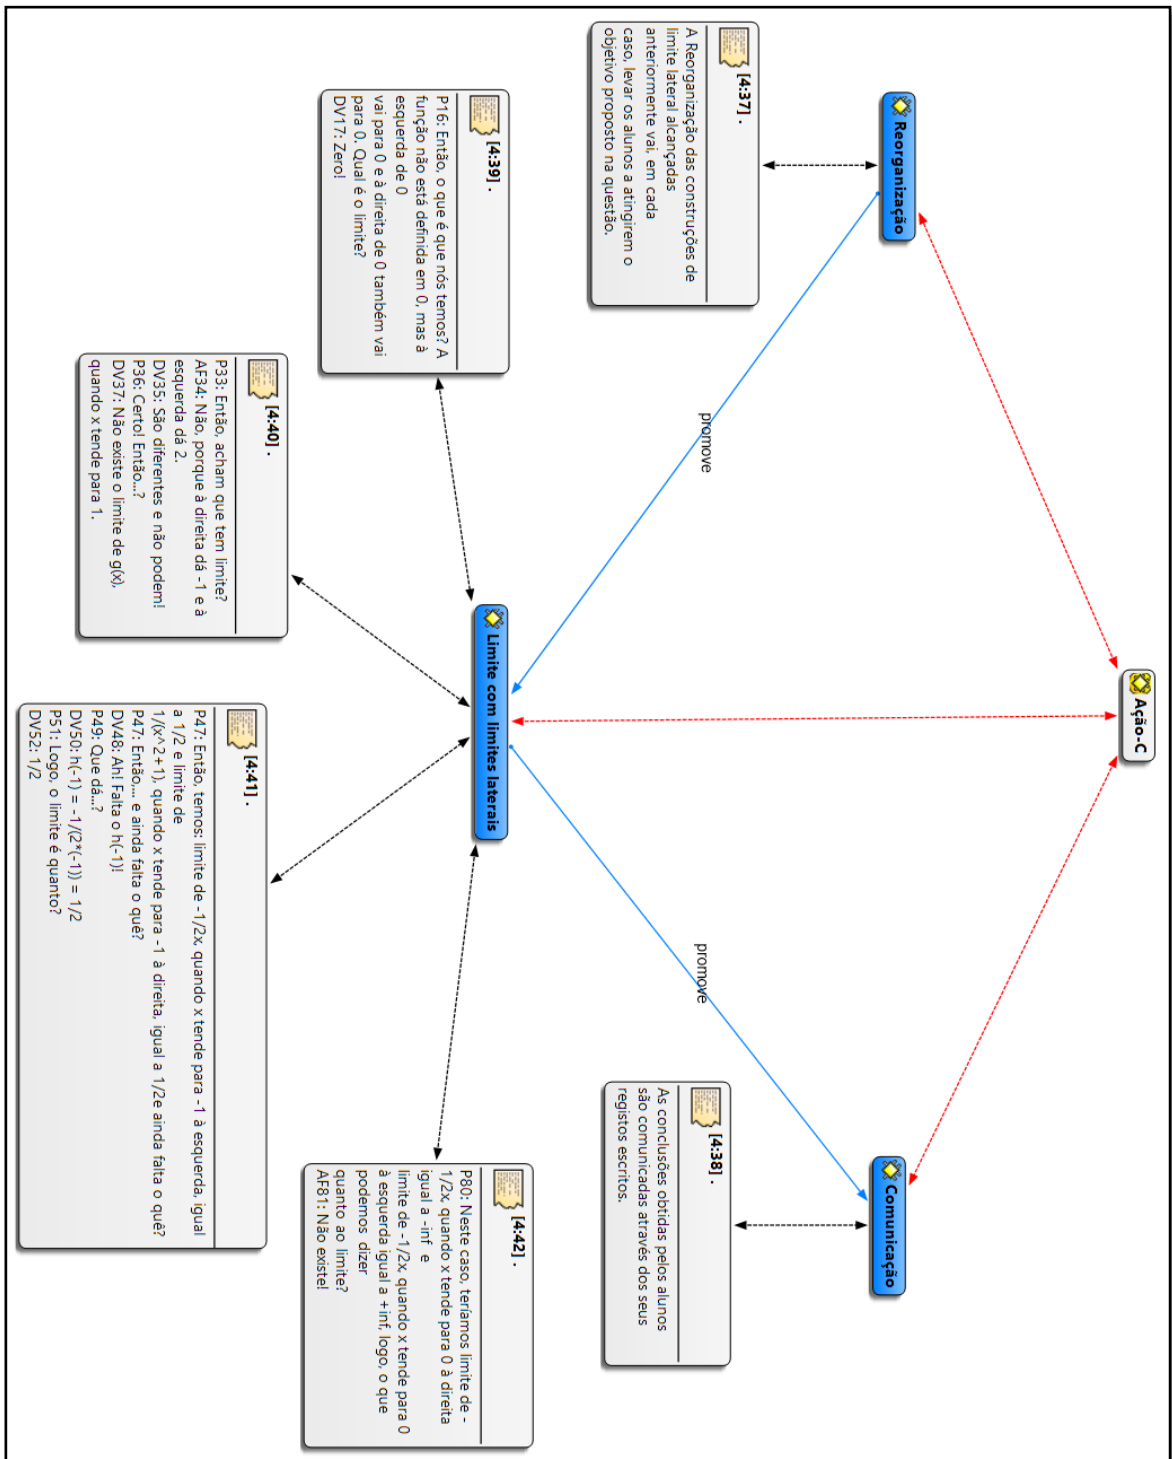 Ação-C
Reorganização
promove
Limite com limites laterais
promove
Comunicação
[4:37] .
A Reorganização das construções de
limite lateral alcançadas
anteriormente vai, em cada
caso, levar os alunos a atingirem o
objetivo proposto na questão.
[4:38] .
As conclusões obtidas pelos alunos
são comunicadas através dos seus
registos escritos.
[4:39] .
P16: Então, o que é que nós temos? A
função não está definida em 0, mas à
esquerda de 0
vai para 0 e à direita de 0 também vai
para 0. Qual é o limite?
DV17: Zero!
[4:40] .
P33: Então, acham que tem limite?
AF34: Não, porque à direita dá -1 e à
esquerda dá 2.
DV35: São diferentes e não podem!
P36: Certo! Então...?
DV37: Não existe o limite de g(x),
quando x tende para 1.
[4:41] .
P47: Então, temos: limite de -1/2x, quando x tende para -1 à esquerda, igual
a 1/2 e limite de
1/(x^2+1), quando x tende para -1 à direita, igual a 1/2e ainda falta o quê?
P47: Então,... e ainda falta o quê?
DV48: Ah! Falta o h(-1)!
P49: Que dá...?
DV50: h(-1) = -1/(2*(-1)) = 1/2
P51: Logo, o limite é quanto?
DV52: 1/2
[4:42] .
P80: Neste caso, teríamos limite de -
1/2x, quando x tende para 0 à direita
igual a -inf e
limite de -1/2x, quando x tende para 0
à esquerda igual a +inf, logo, o que
podemos dizer
quanto ao limite?
AF81: Não existe!